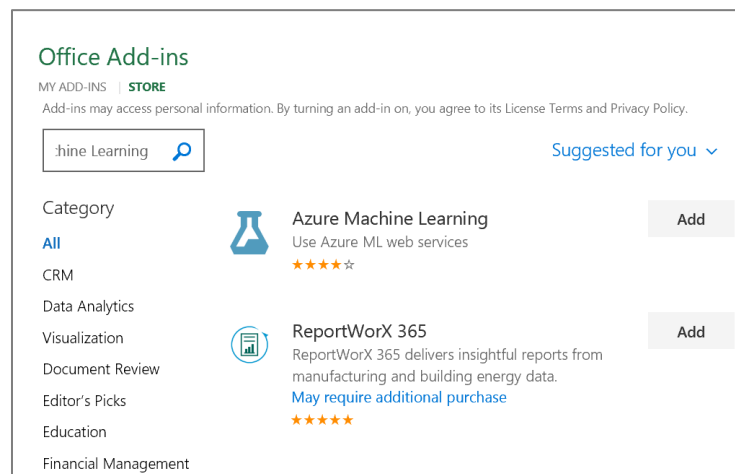 Office Add-ins
MY ADD-INS | STORE
Add-ins may access personal information. By turning an add-in on, you agree to its License Terms and Privacy Policy.
hine Learning
Suggested for you
Category
All
CRM
Data Analytics
Visualization
Document Review
Editor's Picks
Education
Financial Management
Azure Machine Learning
Use Azure ML web services
Add
ReportWorX 365
ReportWorX 365 delivers insightful reports from
manufacturing and building energy data.
May require additional purchase
Add